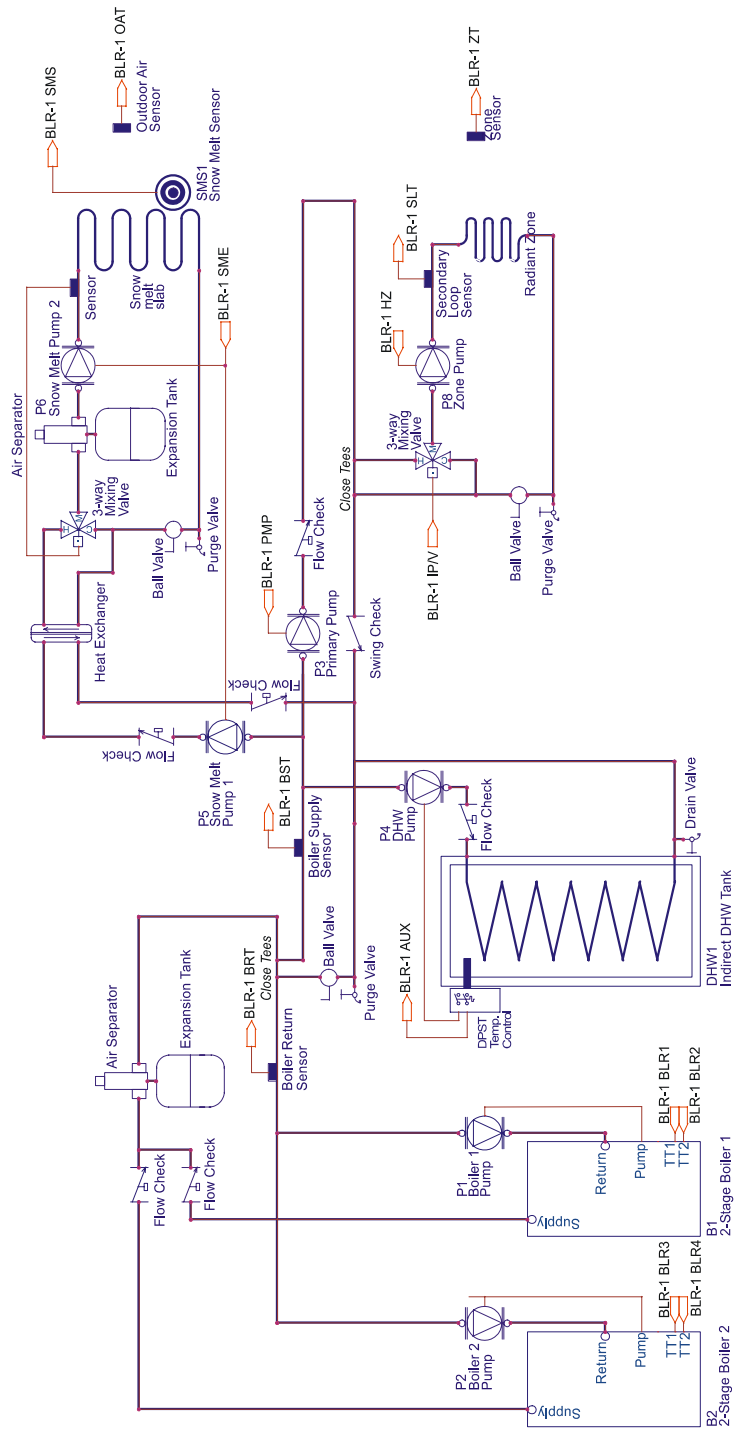 BLR-1 SMS
BLR-1 OAT
Outdoor Air
Sensor
SMS1
Snow Melt Sensor
BLR-1 ZT
Zone
Sensor
Air Separator
P6
Snow Melt Pump 2
Sensor
Snow
melt
slab
Expansion Tank
BLR-1 SME
H
M
C
3-way
Mixing
Valve
Ball Valve
Purge Valve
Heat Exchanger
Flow Check
Flow Check
P5
Snow Melt
Pump 1
BLR-1 PMP
P3
Primary Pump
Flow Check
BLR-1 HZ
BLR-1 SLT
P8
Zone Pump
Secondary
Loop
Sensor
Radiant Zone
Close Tees
3-way
Mixing
Valve
H
M
C
BLR-1 IP/V
Ball Valve
Purge Valve
Swing Check
BLR-1 BST
Boiler Supply
Sensor
P4
DHW
Pump
Flow Check
Drain Valve
BLR-1 AUX
DPST
Temp.
Control
DHW1
Indirect DHW Tank
Air Separator
Expansion Tank
BLR-1 BRT
Close Tees
Ball Valve
Purge Valve
Boiler Return
Sensor
Flow Check
Flow Check
P1
Boiler 1
Pump
BLR-1 BLR1
BLR-1 BLR2
Supply
Return
Pump
TT1
TT2
B1
2-Stage Boiler 1
P2
Boiler 2
Pump
BLR-1 BLR3
BLR-1 BLR4
Supply
Return
Pump
TT1
TT2
B2
2-Stage Boiler 2